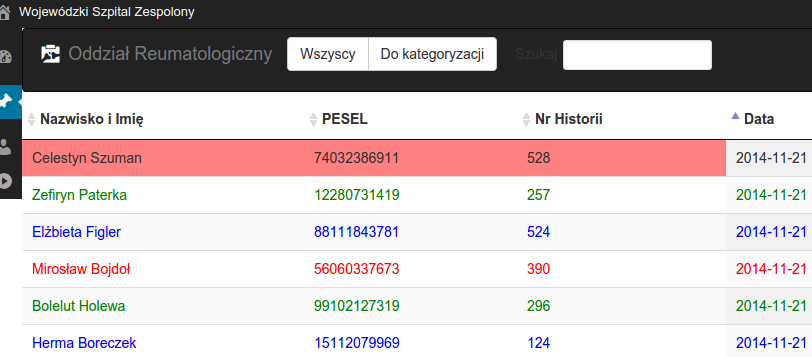 Wojewódzki Szpital Zespolony
Oddział Reumatologiczny Wszyscy Do kategoryzacji Szukaj
Nazwisko i Imię PESEL Nr Historii Data
Celestyn Szuman 74032386911 528 2014-11-21
Zefiryn Paterka 12280731419 257 2014-11-21
Elżbieta Figler 88111843781 524 2014-11-21
Mirosław Bojdoł 56060337673 390 2014-11-21
Bolelut Holewa 99102127319 296 2014-11-21
Herma Boreczek 15112079969 124 2014-11-21